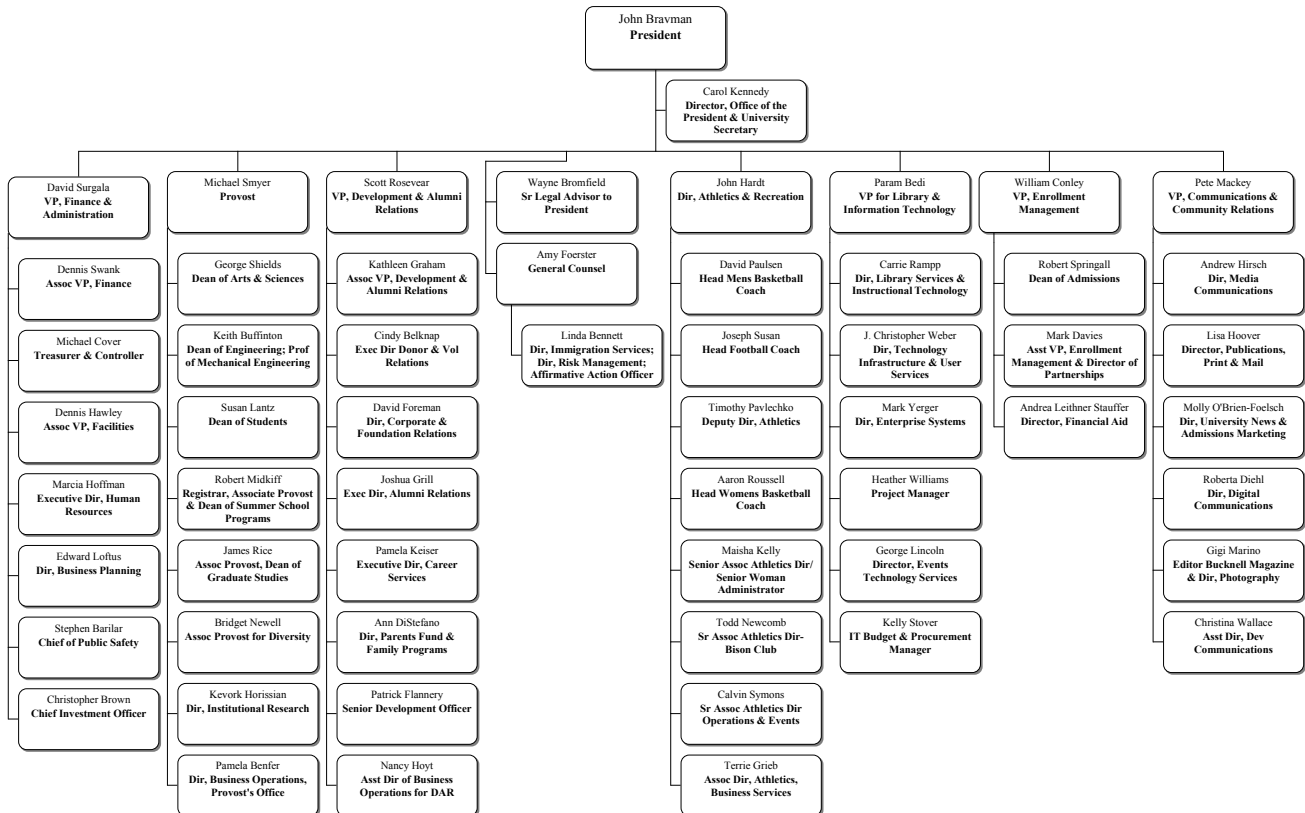 John Bravman
President
Carol Kennedy
Director, Office of the
President & University
Secretary
David Surgala
VP, Finance &
Administration
Dennis Swank
Assoc VP, Finance
Michael Cover
Treasurer & Controller
Dennis Hawley
Assoc VP, Facilities
Marcia Hoffman
Executive Dir, Human
Resources
Edward Loftus
Dir, Business Planning
Stephen Barilar
Chief of Public Safety
Christopher Brown
Chief Investment Officer
Michael Smyer
Provost
George Shields
Dean of Arts & Sciences
Keith Buffinton
Dean of Engineering; Prof
of Mechanical Engineering
Susan Lantz
Dean of Students
Robert Midkiff
Registrar, Associate Provost
& Dean of Summer School
Programs
James Rice
Assoc Provost, Dean of
Graduate Studies
Bridget Newell
Assoc Provost for Diversity
Kevork Horissian
Dir, Institutional Research
Pamela Benfer
Dir, Business Operations,
Provost's Office
Scott Rosevear
VP, Development & Alumni
Relations
Kathleen Graham
Assoc VP, Development &
Alumni Relations
Cindy Belknap
Exec Dir Donor & Vol
Relations
David Foreman
Dir, Corporate &
Foundation Relations
Joshua Grill
Exec Dir, Alumni Relations
Pamela Keiser
Executive Dir, Career
Services
Ann DiStefano
Dir, Parents Fund &
Family Programs
Patrick Flannery
Senior Development Officer
Nancy Hoyt
Asst Dir of Business
Operations for DAR
Wayne Bromfield
Sr Legal Advisor to
President
Amy Foerster
General Counsel
Linda Bennett
Dir, Immigration Services;
Dir, Risk Management;
Affirmative Action Officer
John Hardt
Dir, Athletics & Recreation
David Paulsen
Head Mens Basketball
Coach
Joseph Susan
Head Football Coach
Timothy Pavlechko
Deputy Dir, Athletics
Aaron Roussell
Head Womens Basketball
Coach
Maisha Kelly
Senior Assoc Athletics Dir/
Senior Woman
Administrator
Todd Newcomb
Sr Assoc Athletics Dir-
Bison Club
Calvin Symons
Sr Assoc Athletics Dir
Operations & Events
Terrie Grieb
Assoc Dir, Athletics,
Business Services
Param Bedi
VP for Library &
Information Technology
Carrie Rampp
Dir, Library Services &
Instructional Technology
J. Christopher Weber
Dir, Technology
Infrastructure & User
Services
Mark Yerger
Dir, Enterprise Systems
Heather Williams
Project Manager
George Lincoln
Director, Events
Technology Services
Kelly Stover
IT Budget & Procurement
Manager
William Conley
VP, Enrollment
Management
Robert Springall
Dean of Admissions
Mark Davies
Asst VP, Enrollment
Management & Director of
Partnerships
Andrea Leithner Stauffer
Director, Financial Aid
Pete Mackey
VP, Communications &
Community Relations
Andrew Hirsch
Dir, Media
Communications
Lisa Hoover
Director, Publications,
Print & Mail
Molly O'Brien-Foelsch
Dir, University News &
Admissions Marketing
Roberta Diehl
Dir, Digital
Communications
Gigi Marino
Editor Bucknell Magazine
& Dir, Photography
Christina Wallace
Asst Dir, Dev
Communications